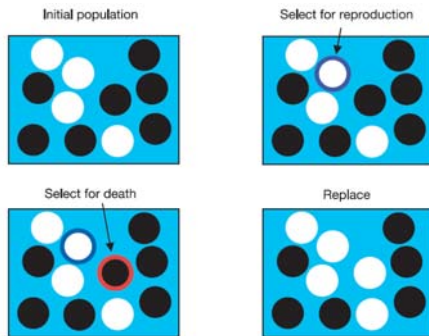 Initial population
Select for reproduction
Select for death
Replace